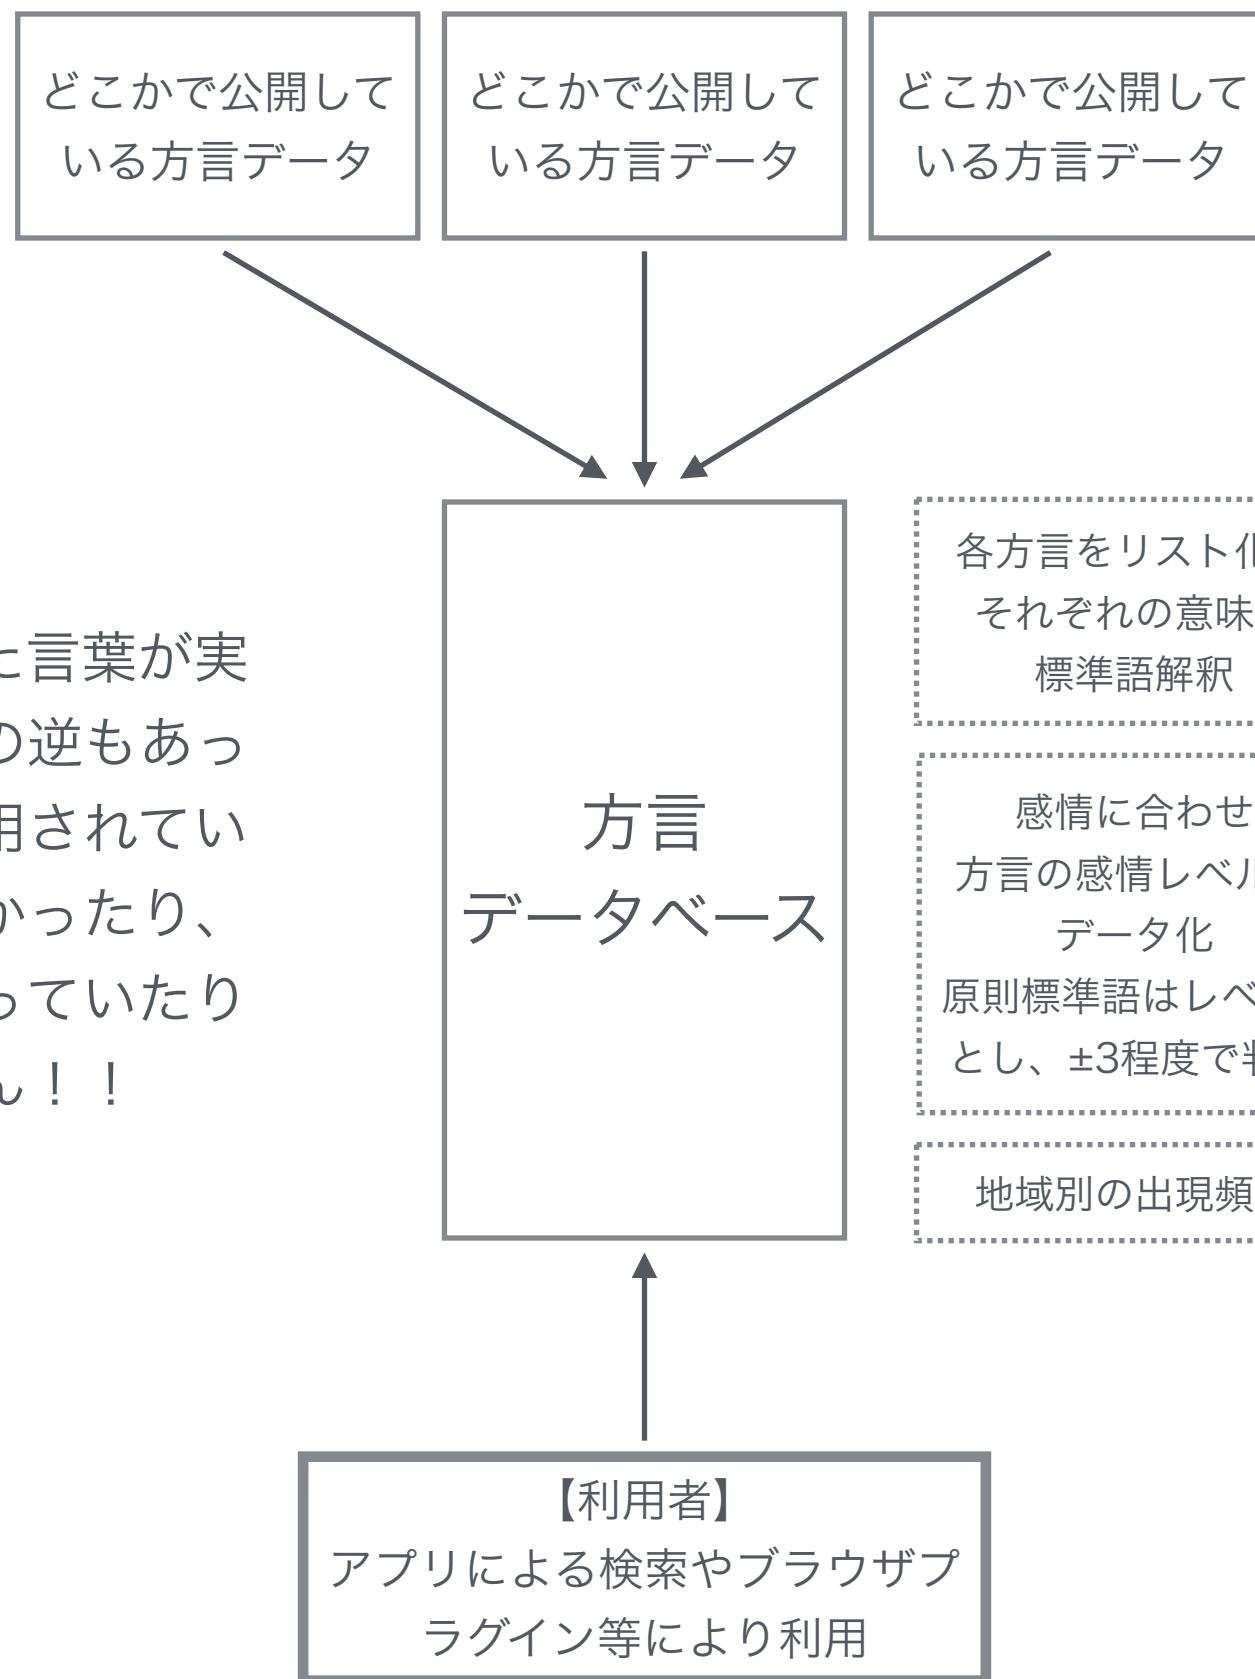 どこかで公開して
いる方言データ
どこかで公開して
いる方言データ
どこかで公開して
いる方言データ
言葉が実
の逆もあっ
用されてい
かったり、
っていたり
ん！！
方言
データベース
各方言をリスト化
それぞれの意味
標準語解釈
感情に合わせ
方言の感情レベル
データ化
原則標準語はレベ
とし、±3程度で
地域別の出現頻
【利用者】
アプリによる検索やブラウザプ
ラグイン等により利用